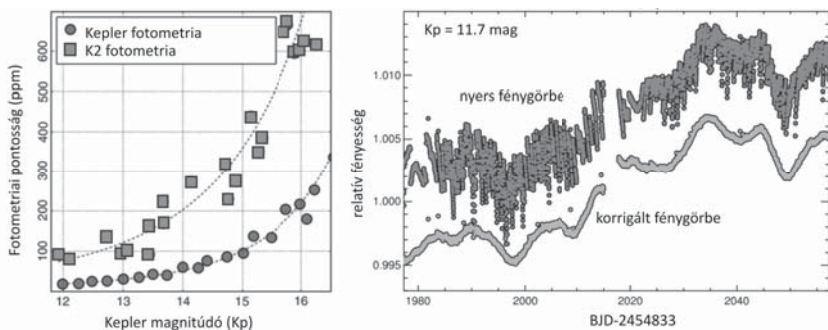 Kepler fotometria
K2 fotometria
Fotometriai pontosság (ppm)
600
500
400
300
200
100
12 13 14 15 16
Kepler magnitúdó (Kp)
Kp = 11.7 mag
nyers fénygörbe
korrigált fénygörbe
relatív fényesség
1.010
1.005
1.000
0.995
1980 2000 2020 2040
BJD-2454833